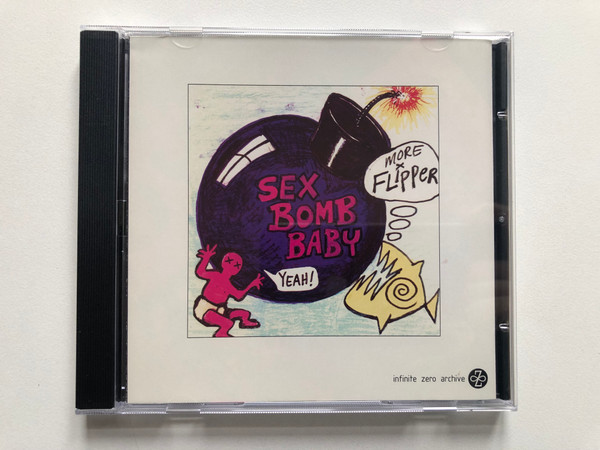 MORE
FLIPPER
SEX
BOMB
BABY
YEAH!
infinite zero archive